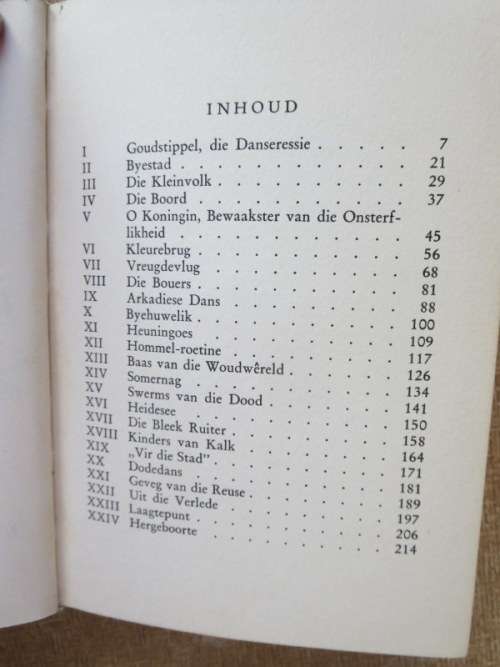 INHOUD
I Goudstippel, die Danseressie . . . . . 7
II Byestad . . . . . . . . . . . 21
III Die Kleinvolk . . . . . . . . . . 29
IV Die Boord . . . . . . . . . . 37
V O Koningin, Bewaakster van die Onsterf-
likheid . . . . . . . . . . . 45
VI Kleurebrug . . . . . . . . . . 56
VII Vreugdevlug . . . . . . . . . . 68
VIII Die Bouers . . . . . . . . . . 81
IX Arkadiese Dans . . . . . . . . . 88
X Byehuwelik . . . . . . . . . . 100
XI Heuningoes . . . . . . . . . . 109
XII Hommel-roetine . . . . . . . . . 117
XIII Baas van die Woudwêreld . . . . . . 126
XIV Somernag . . . . . . . . . . 134
XV Swerms van die Dood . . . . . . . 141
XVI Heidesee . . . . . . . . . . 150
XVII Die Bleek Ruiter . . . . . . . . 158
XVIII Kinders van Kalk . . . . . . . . 164
XIX „Vir die Stad” . . . . . . . . . 171
XX Dodedans . . . . . . . . . . 181
XXI Geveg van die Reuse . . . . . . . 189
XXII Uit die Verlede . . . . . . . . 197
XXIII Laagtepunt . . . . . . . . . . 206
XXIV Hergeboorte . . . . . . . . . 214